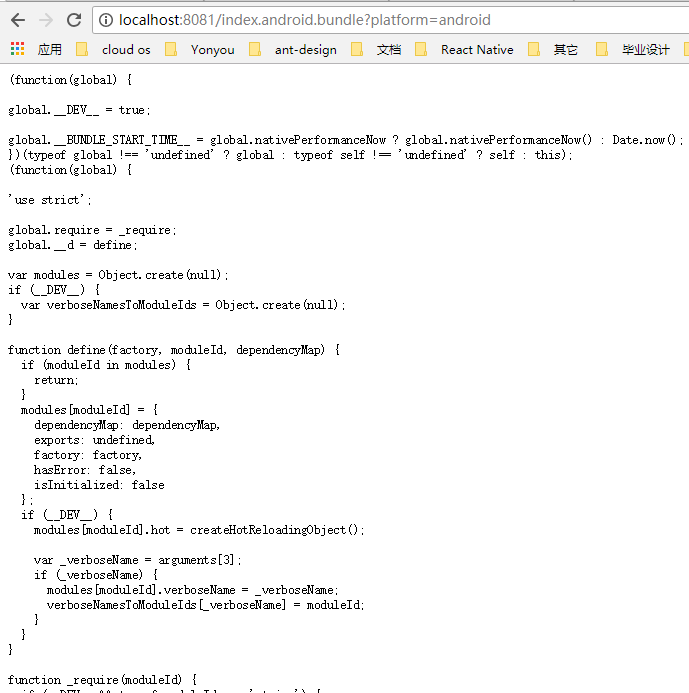 localhost:8081/index.android.bundle?platform=android
应用 cloud os Yonyou ant-design 文档 React Native 其它 毕业设计
(function(global) {
global.__DEV__ = true;
global.__BUNDLE_START_TIME__ = global.nativePerformanceNow ? global.nativePerformanceNow() : Date.now();
})(typeof global !== 'undefined' ? global : typeof self !== 'undefined' ? self : this);
(function(global) {
'use strict';
global.require = _require;
global.__d = define;
var modules = Object.create(null);
if (__DEV__) {
  var verboseNamesToModuleIds = Object.create(null);
}
function define(factory, moduleId, dependencyMap) {
  if (moduleId in modules) {
    return;
  }
  modules[moduleId] = {
    dependencyMap: dependencyMap,
    exports: undefined,
    factory: factory,
    hasError: false,
    isInitialized: false
  };
  if (__DEV__) {
    modules[moduleId].hot = createHotReloadingObject();
    var _verboseName = arguments[3];
    if (_verboseName) {
      modules[moduleId].verboseName = _verboseName;
      verboseNamesToModuleIds[_verboseName] = moduleId;
    }
  }
}
function _require(moduleId) {